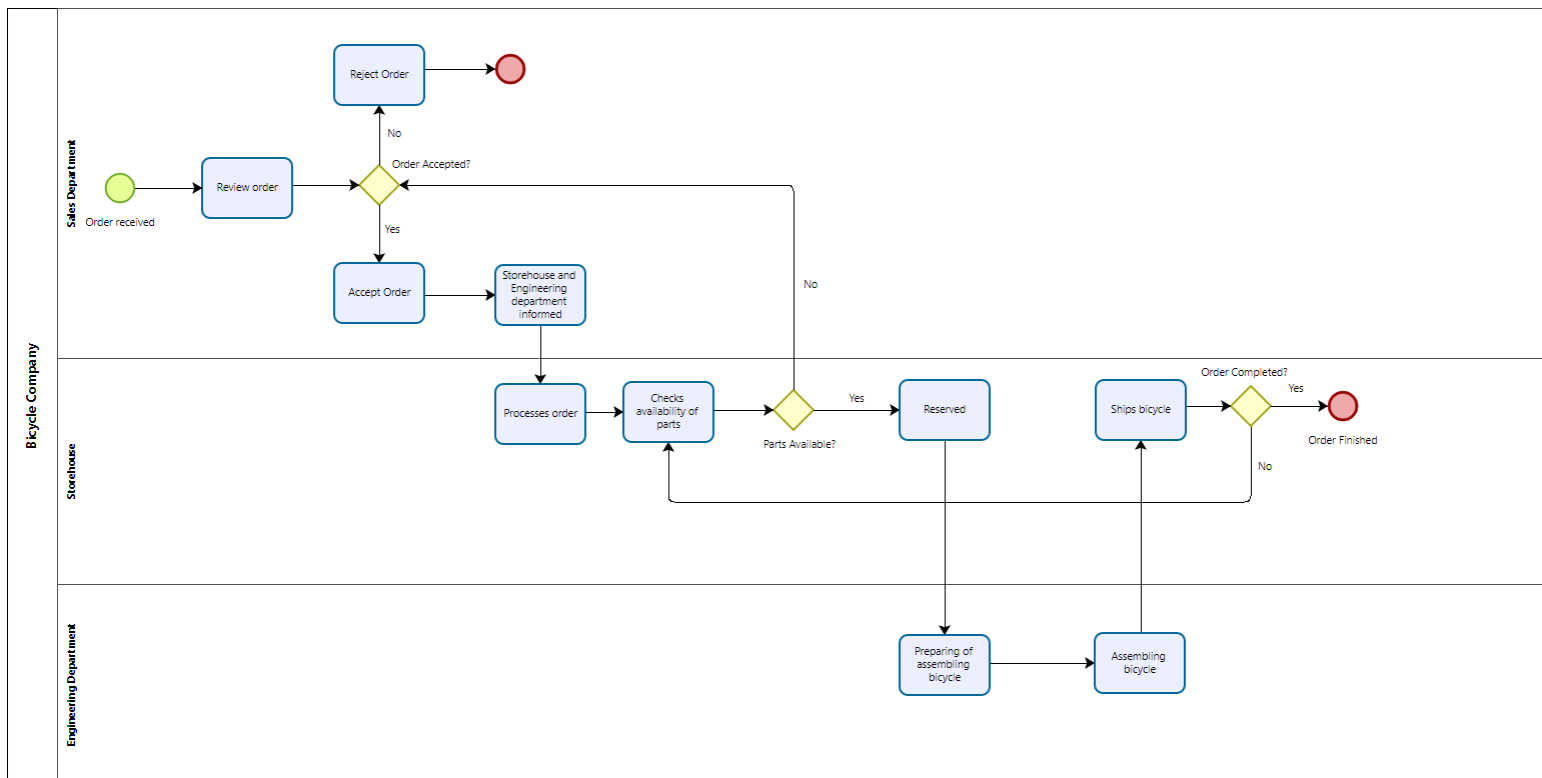 Bicycle Company
Sales Department
Order received
Review order
Order Accepted?
No
Reject Order
Yes
Accept Order
Storehouse and
Engineering
department
informed
No
Storehouse
Processes order
Checks
availability of
parts
Parts Available?
Yes
Reserved
Ships bicycle
Order Completed?
Yes
Order Finished
No
Engineering Department
Preparing of
assembling
bicycle
Assembling
bicycle